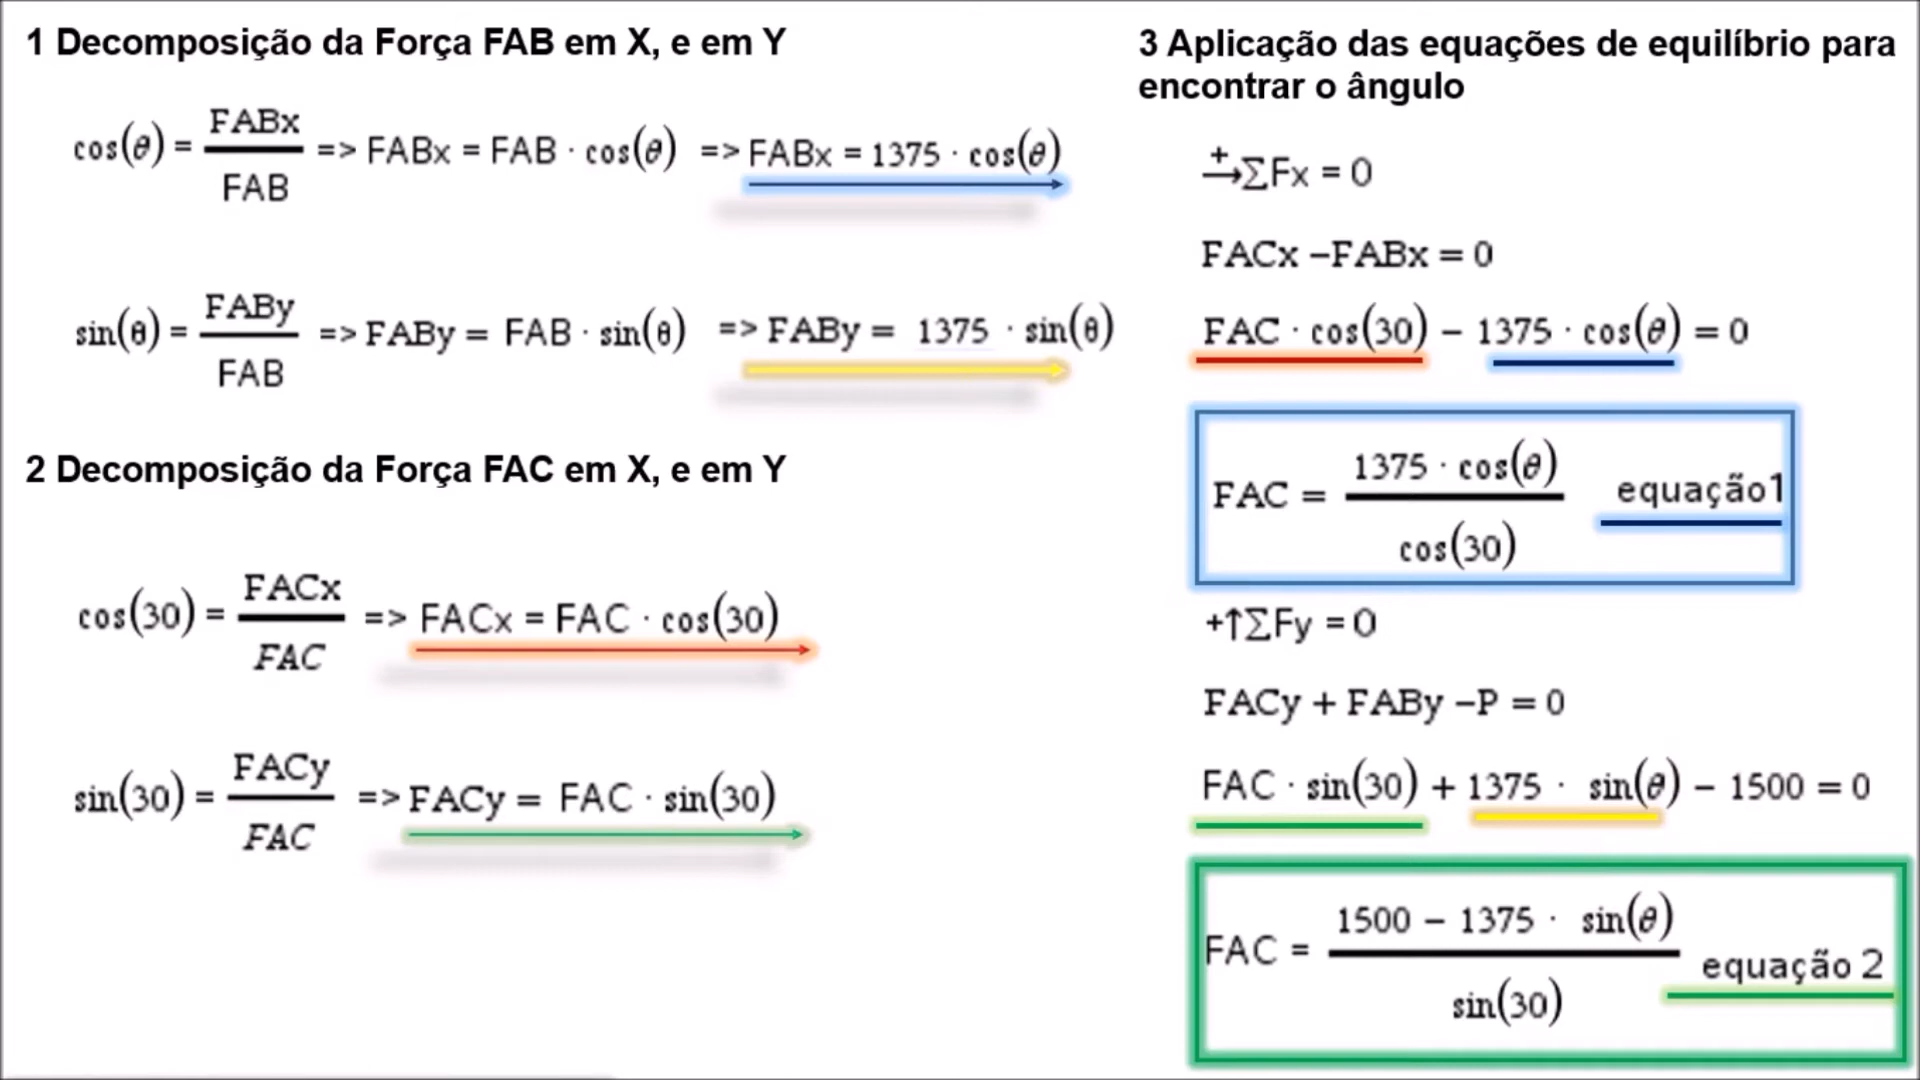 1 Decomposição da Força FAB em X, e em Y
cos(θ) = FABx / FAB => FABx = FAB · cos(θ) => FABx = 1375 · cos(θ)
sin(θ) = FABy / FAB => FABy = FAB · sin(θ) => FABy = 1375 · sin(θ)
2 Decomposição da Força FAC em X, e em Y
cos(30) = FACx / FAC => FACx = FAC · cos(30)
sin(30) = FACy / FAC => FACy = FAC · sin(30)
3 Aplicação das equações de equilíbrio para
encontrar o ângulo
+→ΣFx = 0
FACx –FABx = 0
FAC · cos(30) – 1375 · cos(θ) = 0
FAC = 1375 · cos(θ) / cos(30) equação1
+↑ΣFy = 0
FACy + FABy –P = 0
FAC · sin(30) + 1375 · sin(θ) – 1500 = 0
FAC = 1500 – 1375 · sin(θ) / sin(30) equação 2